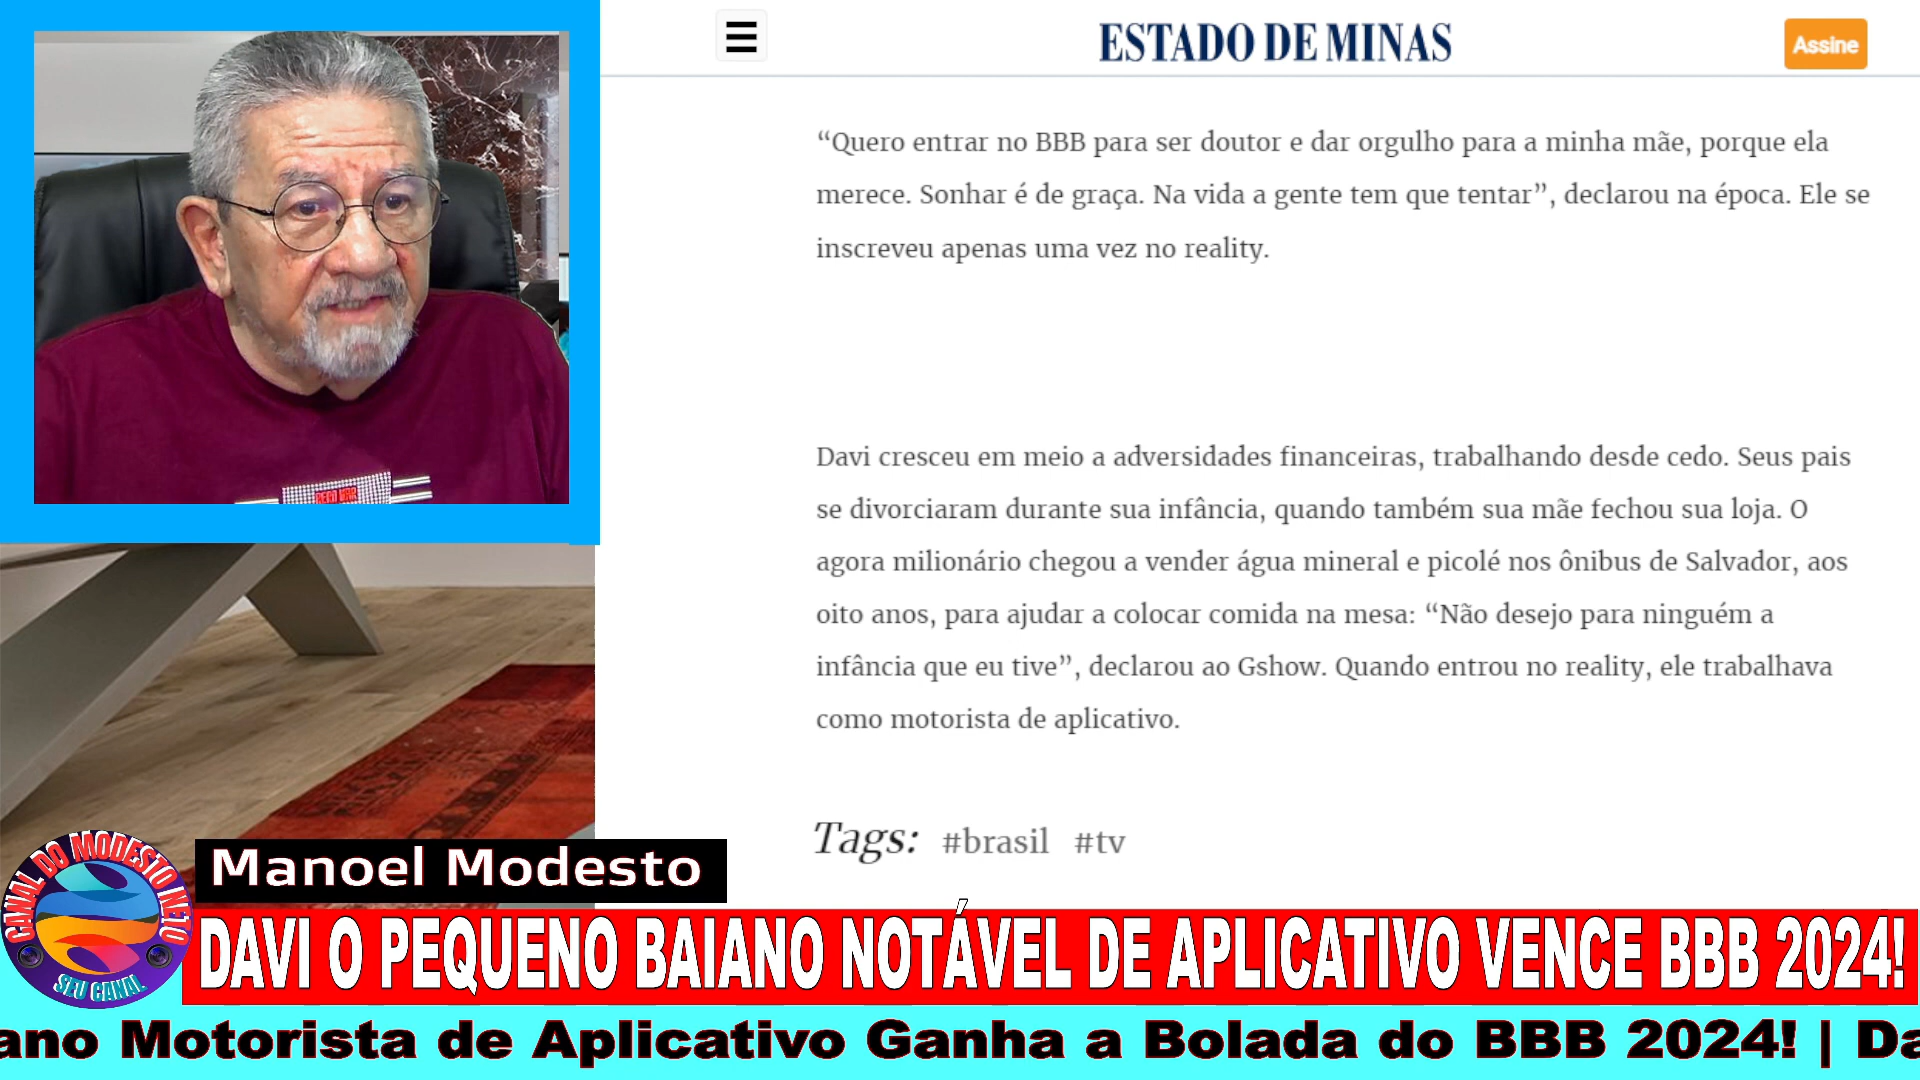 ESTADO DE MINAS
Assine
“Quero entrar no BBB para ser doutor e dar orgulho para a minha mãe, porque ela
merece. Sonhar é de graça. Na vida a gente tem que tentar”, declarou na época. Ele se
inscreveu apenas uma vez no reality.
Davi cresceu em meio a adversidades financeiras, trabalhando desde cedo. Seus pais
se divorciaram durante sua infância, quando também sua mãe fechou sua loja. O
agora milionário chegou a vender água mineral e picolé nos ônibus de Salvador, aos
oito anos, para ajudar a colocar comida na mesa: “Não desejo para ninguém a
infância que eu tive”, declarou ao Gshow. Quando entrou no reality, ele trabalhava
como motorista de aplicativo.
Tags: #brasil #tv
CANAL DO MODESTO NETO
SEU CANAL
Manoel Modesto
DAVI O PEQUENO BAIANO NOTÁVEL DE APLICATIVO VENCE BBB 2024!
ano Motorista de Aplicativo Ganha a Bolada do BBB 2024! | Da